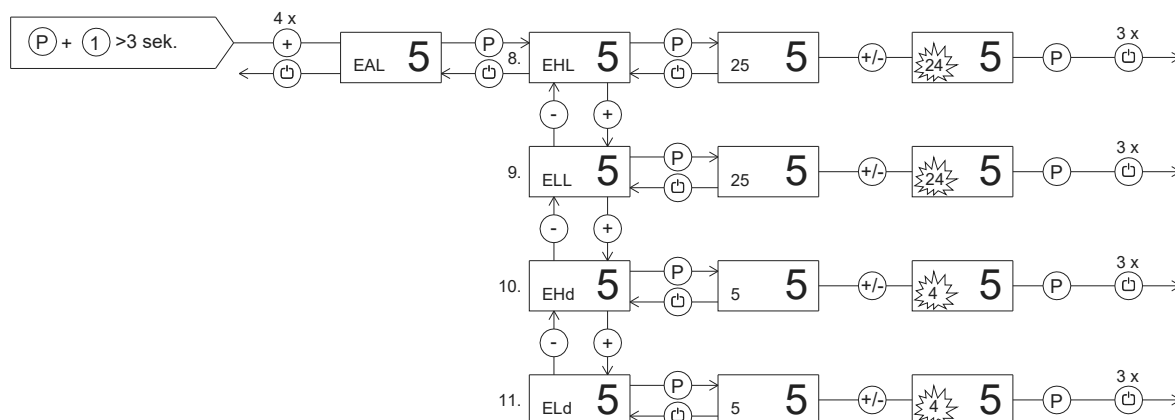 4 x
3 x
P + 1 >3 sek.
+
EAL 5
P
8. EHL 5
P
25 5
+/-
24 5
P
-
+
3 x
9. ELL 5
P
25 5
+/-
24 5
P
-
+
3 x
10. EHd 5
P
5 5
+/-
4 5
P
-
+
3 x
11. ELd 5
P
5 5
+/-
4 5
P